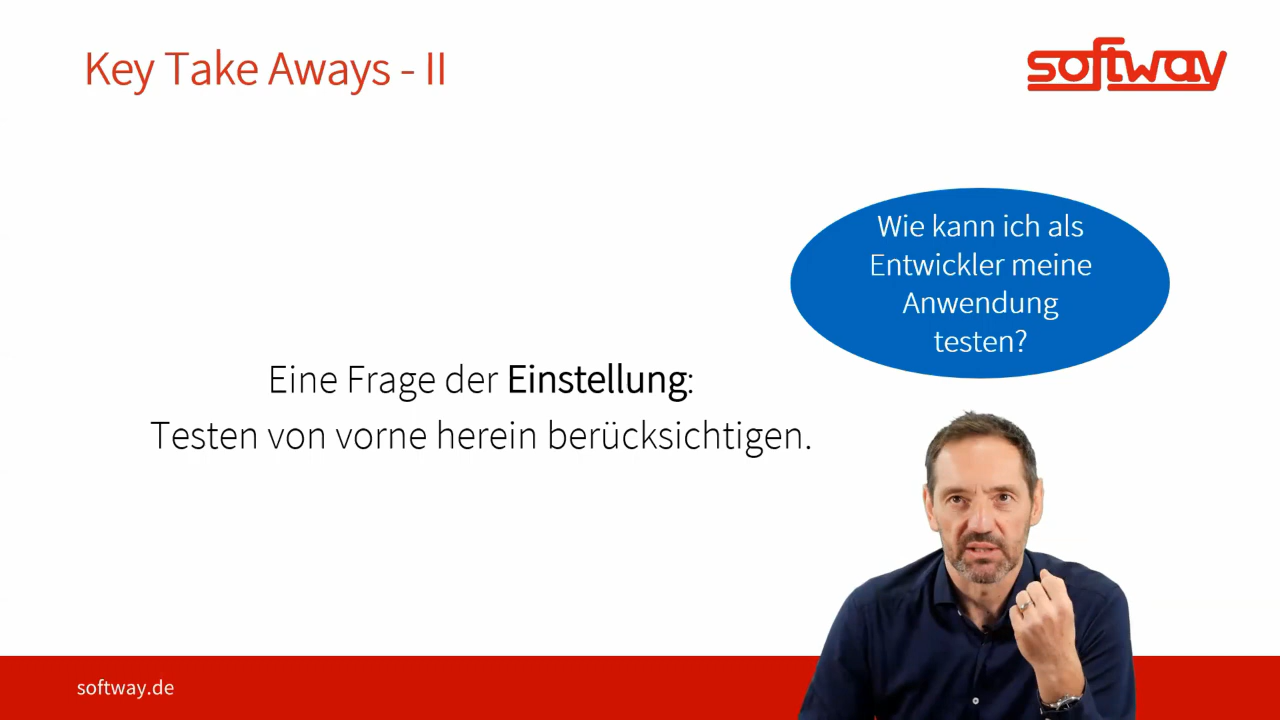 Key Take Aways - II
softway
Wie kann ich als
Entwickler meine
Anwendung
testen?
Eine Frage der Einstellung:
Testen von vorne herein berücksichtigen.
softway.de